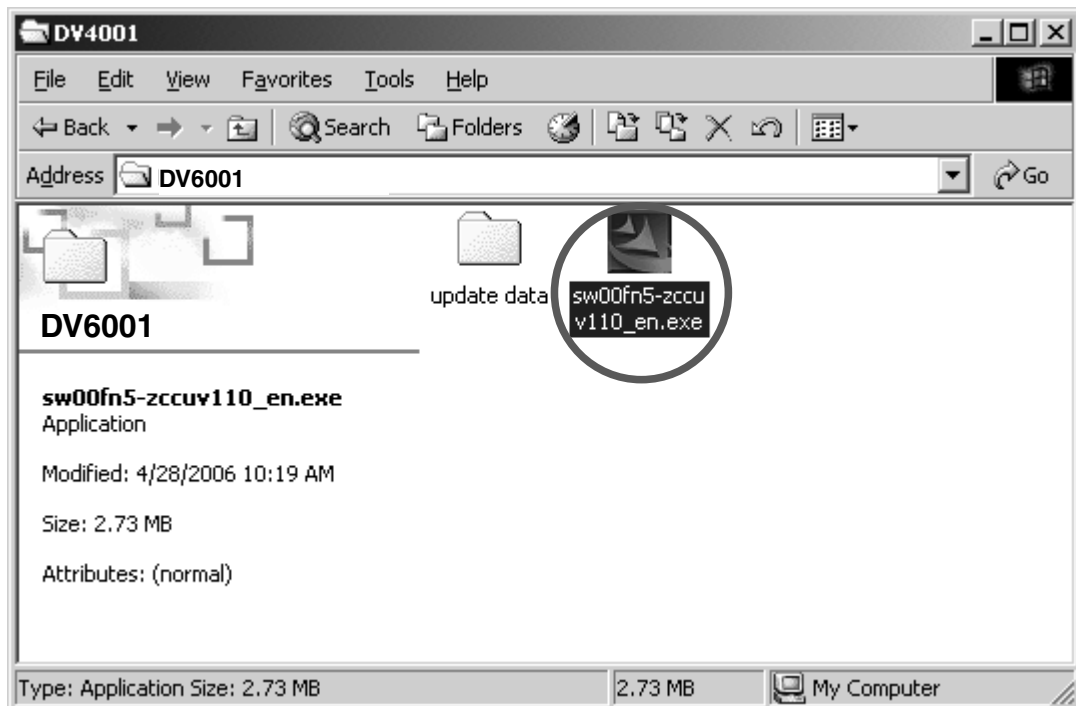 DV4001
File Edit View Favorites Tools Help
Back Search Folders
Address DV6001 Go
DV6001
sw00fn5-zccuv110_en.exe
Application
Modified: 4/28/2006 10:19 AM
Size: 2.73 MB
Attributes: (normal)
update data
sw00fn5-zccu
v110_en.exe
Type: Application Size: 2.73 MB 2.73 MB My Computer